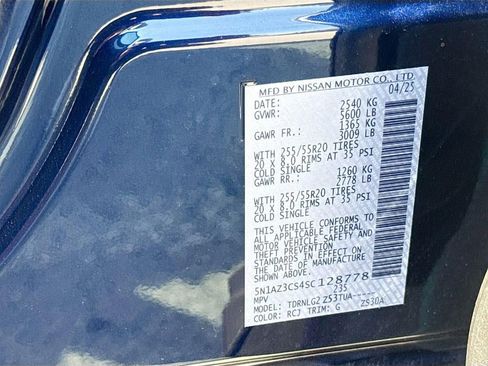 MFD BY NISSAN MOTOR CO., LTD
DATE: 04/25
GVWR: 2540 KG
5600 LB
GAWR FR.: 1365 KG
3009 LB
WITH 255/55R20 TIRES
20 X 8.0 RIMS AT 35 PSI
COLD SINGLE
GAWR RR.: 1260 KG
2778 LB
WITH 255/55R20 TIRES
20 X 8.0 RIMS AT 35 PSI
COLD SINGLE
THIS VEHICLE CONFORMS TO
ALL APPLICABLE FEDERAL
MOTOR VEHICLE SAFETY AND
THEFT PREVENTION
STANDARDS IN EFFECT ON
THE DATE OF MANUFACTURE
5N1AZ3CS4SC128778
MPV 235
MODEL: TDRNLG2 Z53TUA-----
COLOR: RCJ TRIM: G Z930A